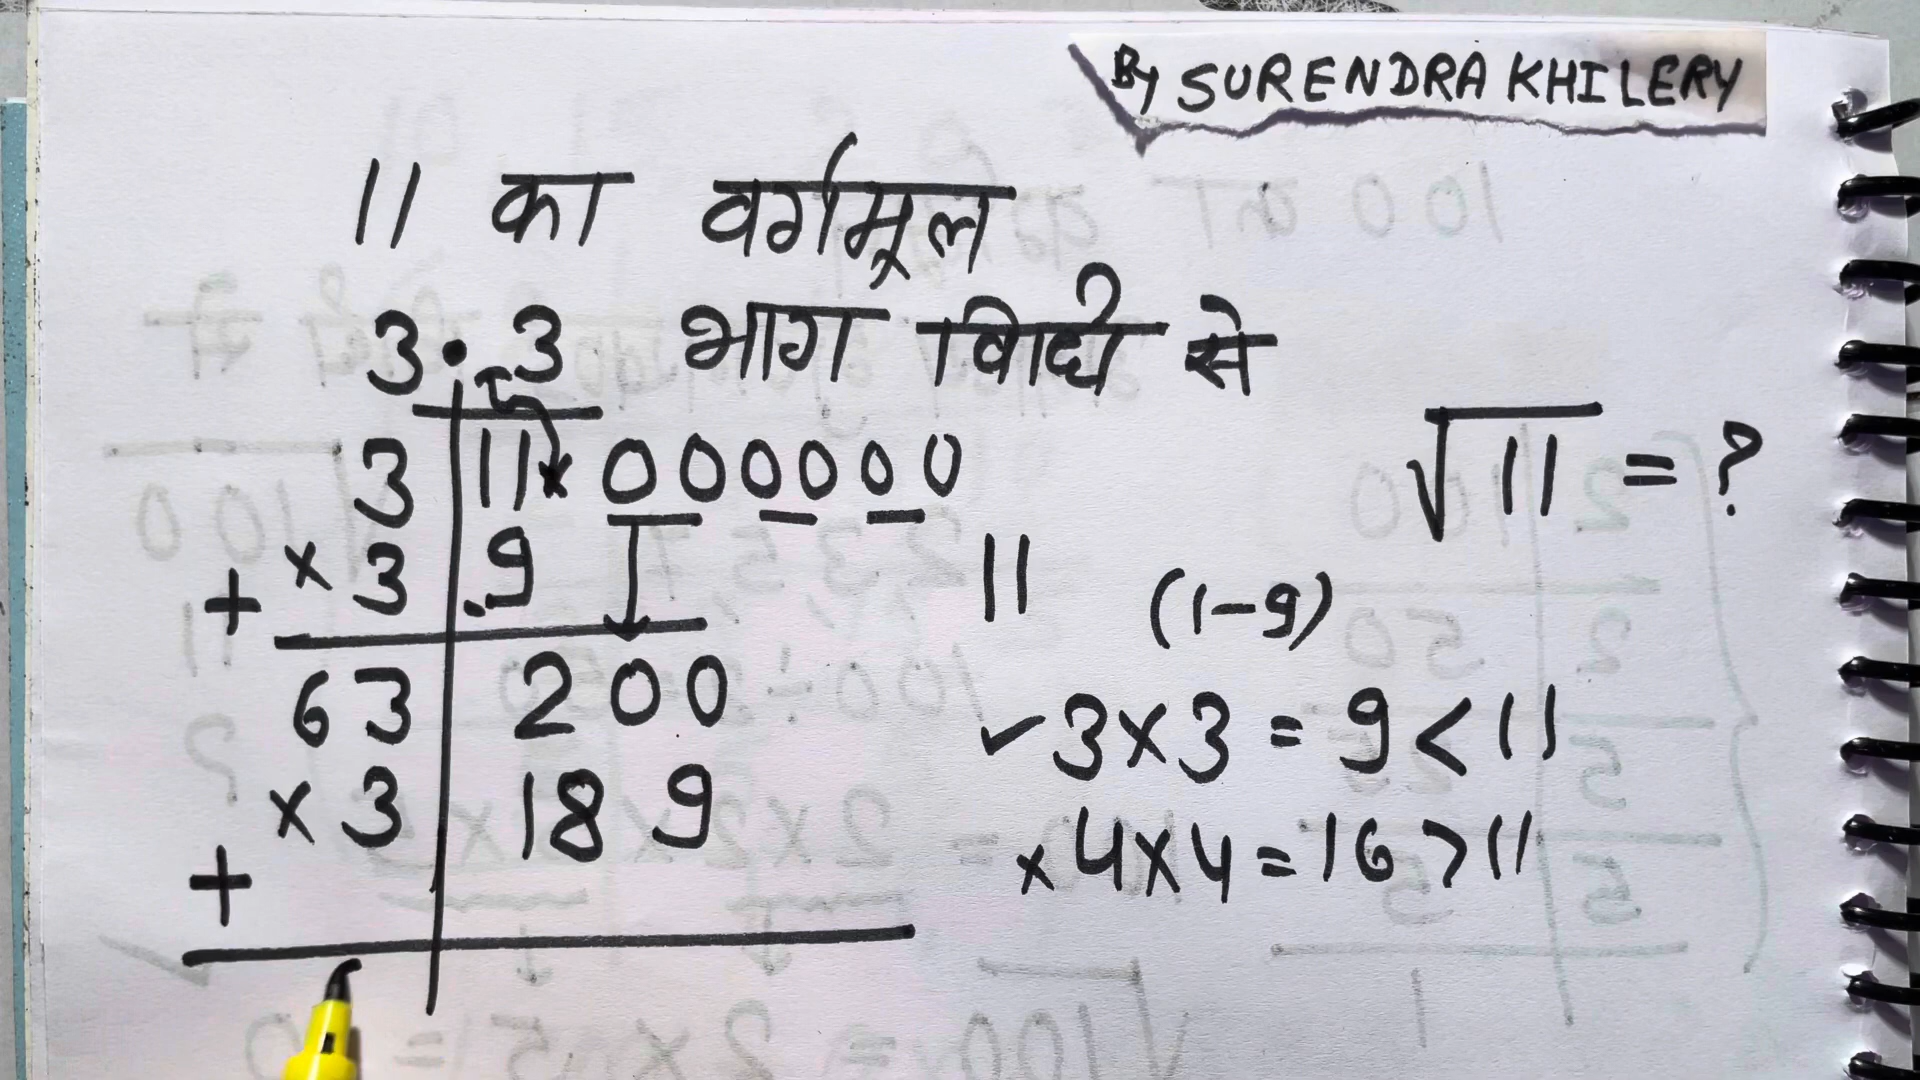 By SURENDRA KHILERY
11 का वर्गमूल
3.3 भाग विधि से
3 11.000000
√11 = ?
+ ×3 9
11 (1-9)
63 200
✓3×3 = 9 < 11
×3 189
×4×4 = 16 > 11
+